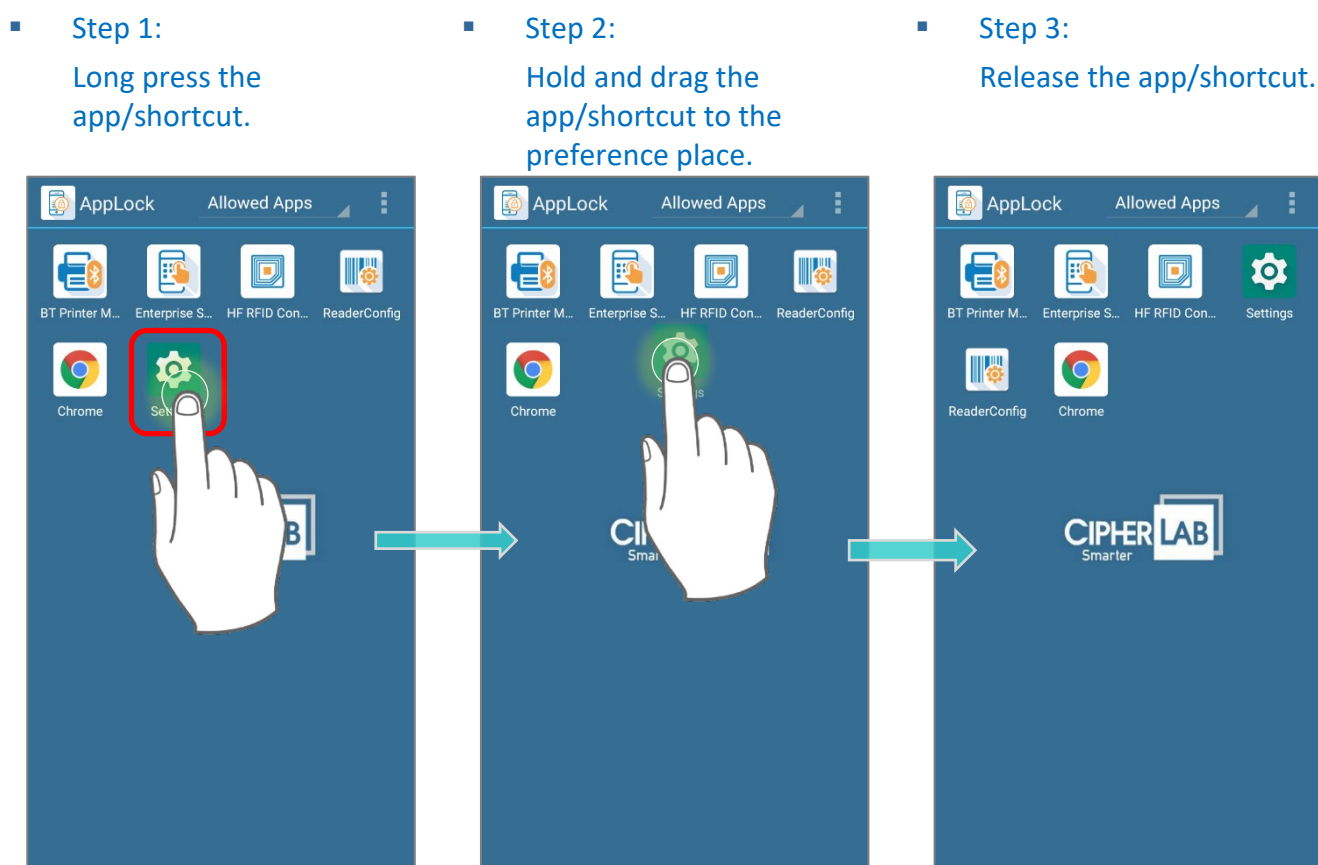 Step 1:
Long press the
app/shortcut.
Step 2:
Hold and drag the
app/shortcut to the
preference place.
Step 3:
Release the app/shortcut.
AppLock Allowed Apps
BT Printer M... Enterprise S... HF RFID Con... ReaderConfig
Chrome
B
AppLock Allowed Apps
BT Printer M... Enterprise S... HF RFID Con... ReaderConfig
Chrome
AppLock Allowed Apps
BT Printer M... Enterprise S... HF RFID Con... Settings
ReaderConfig Chrome
CIPHERLAB
Smarter